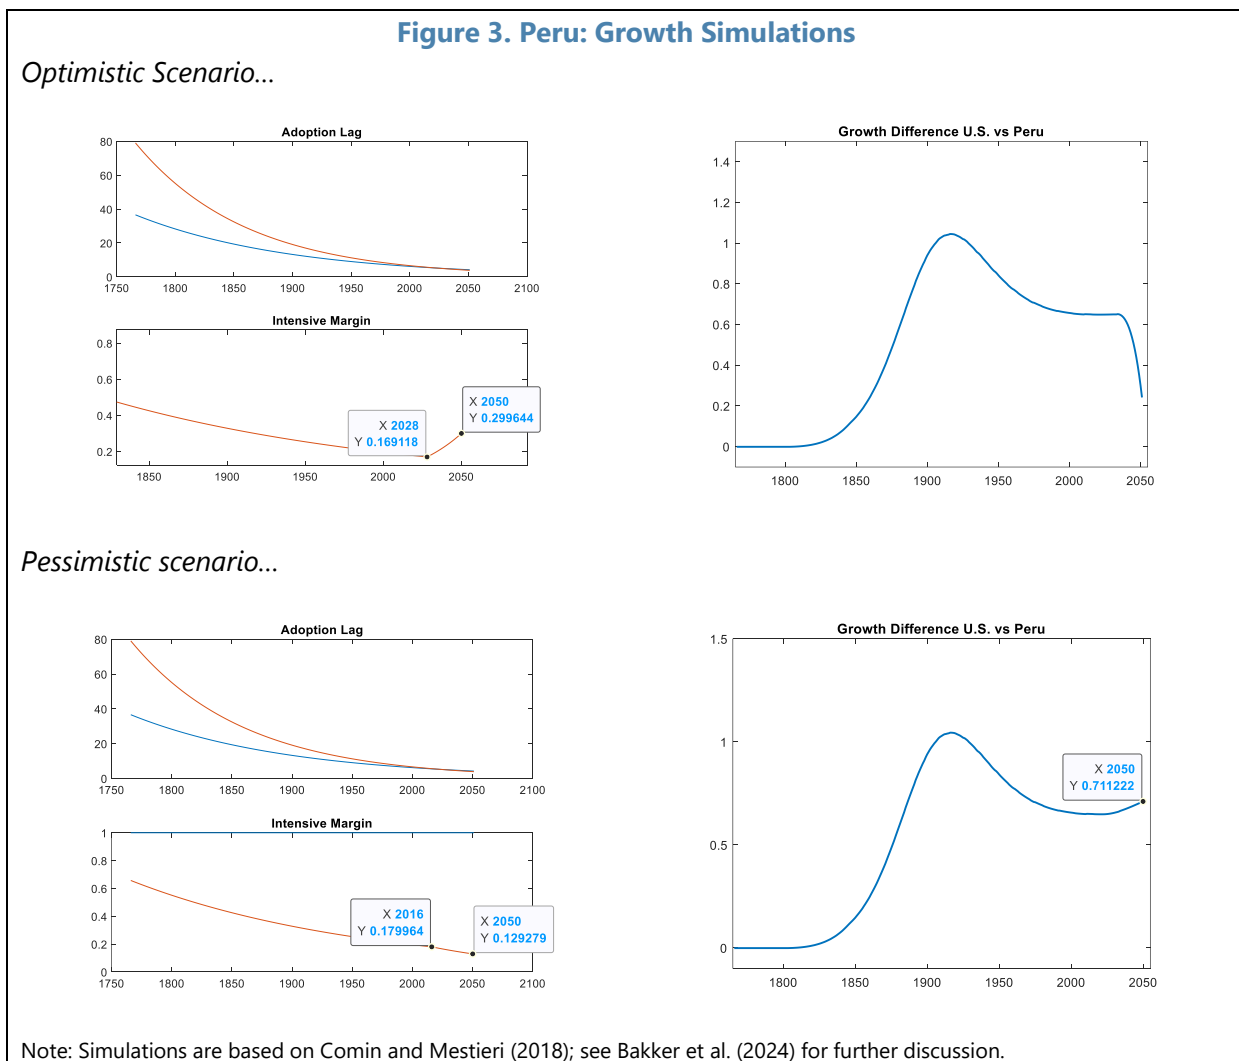 Figure 3. Peru: Growth Simulations
Optimistic Scenario...
Adoption Lag
80
60
40
20
0
1750 1800 1850 1900 1950 2000 2050 2100
Intensive Margin
0.8
0.6
0.4
0.2
X 2028
Y 0.169118
X 2050
Y 0.299644
1850 1900 1950 2000 2050
Growth Difference U.S. vs Peru
1.4
1.2
1
0.8
0.6
0.4
0.2
0
1800 1850 1900 1950 2000 2050
Pessimistic scenario...
Adoption Lag
80
60
40
20
0
1750 1800 1850 1900 1950 2000 2050 2100
Intensive Margin
1
0.8
0.6
0.4
0.2
0
X 2016
Y 0.179964
X 2050
Y 0.129279
1750 1800 1850 1900 1950 2000 2050 2100
Growth Difference U.S. vs Peru
1.5
1
0.5
0
X 2050
Y 0.711222
1800 1850 1900 1950 2000 2050
Note: Simulations are based on Comin and Mestieri (2018); see Bakker et al. (2024) for further discussion.